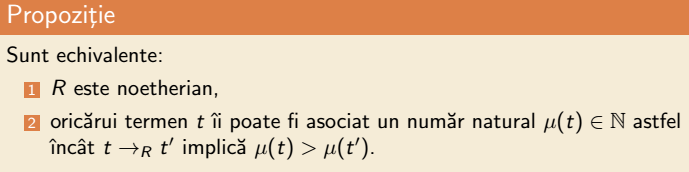 Propoziție
Sunt echivalente:
1 R este noetherian,
2 oricărui termen t îi poate fi asociat un număr natural μ(t) ∈ ℕ astfel
încât t →_R t′ implică μ(t) > μ(t′).